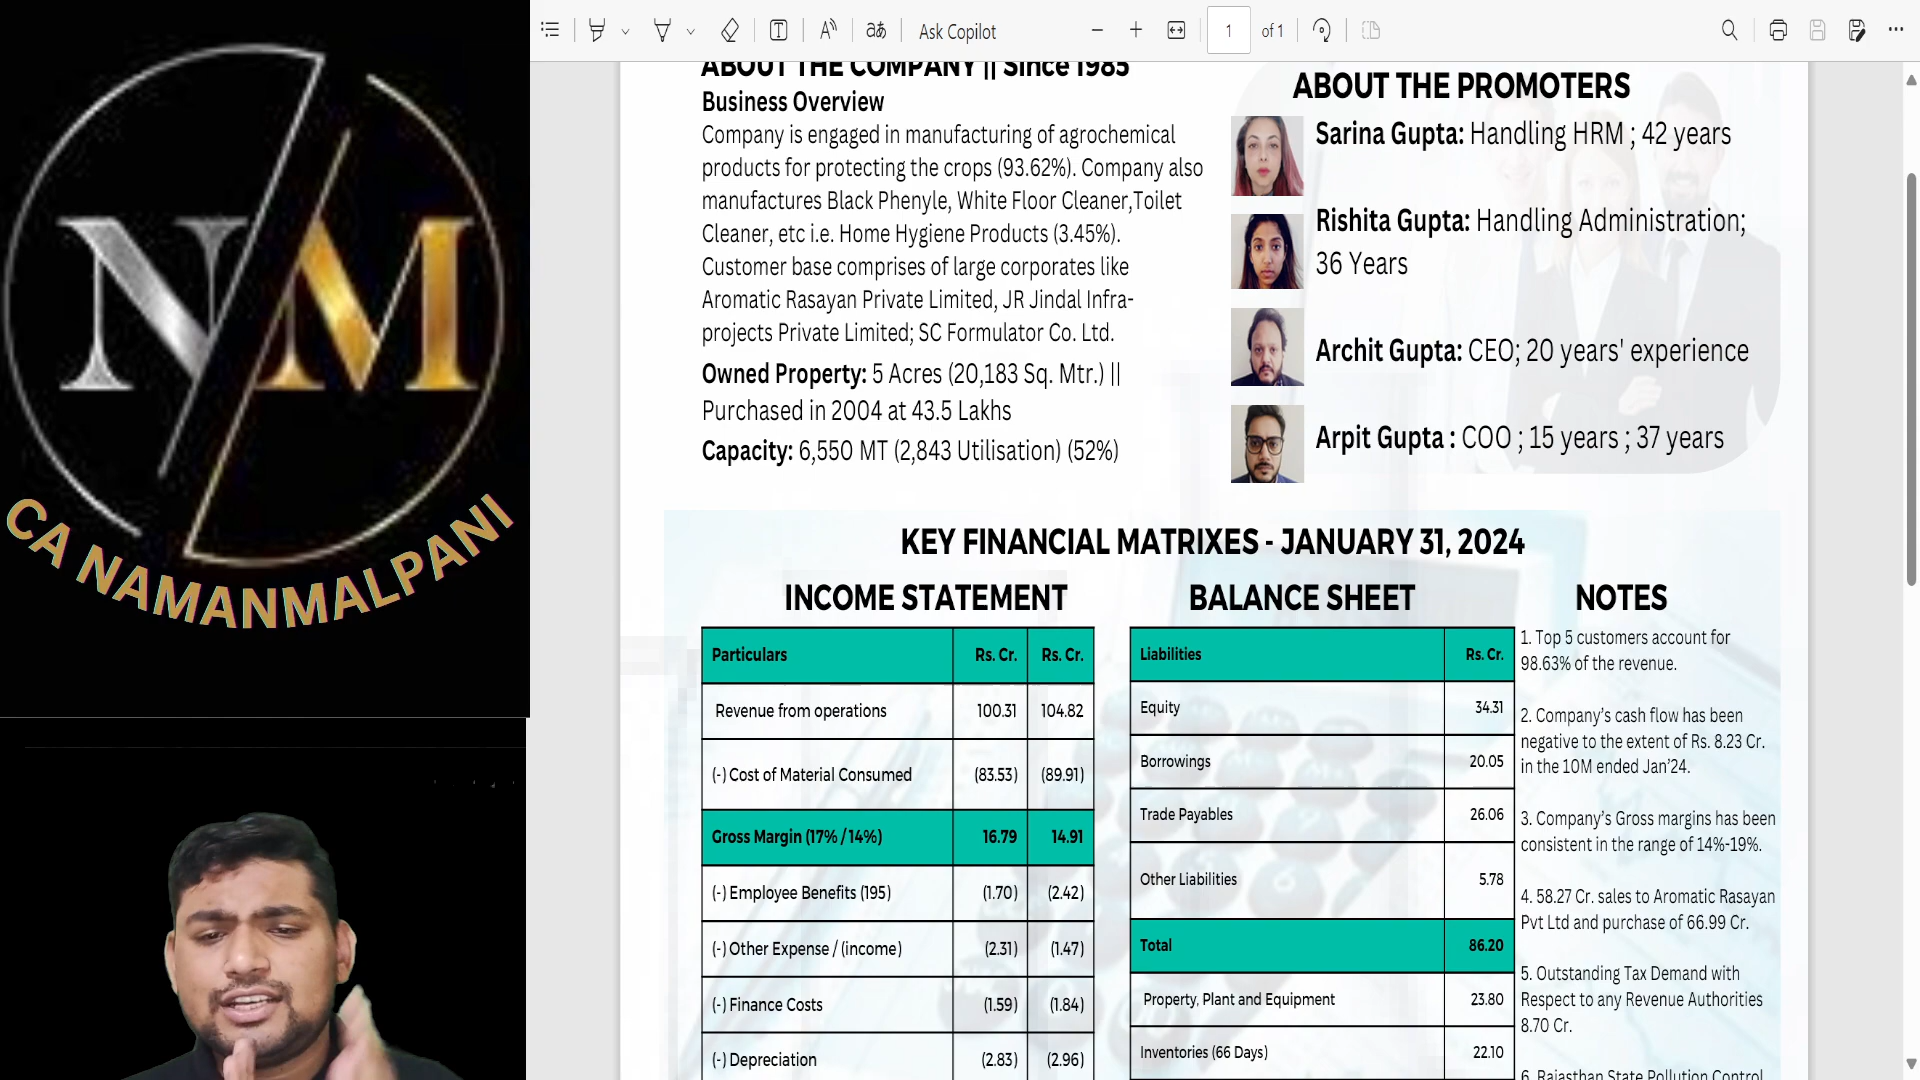 NM
CA NAMANMALPANI
Ask Copilot
1
of 1
ABOUT THE COMPANY || Since 1985
Business Overview
Company is engaged in manufacturing of agrochemical
products for protecting the crops (93.62%). Company also
manufactures Black Phenyle, White Floor Cleaner,Toilet
Cleaner, etc i.e. Home Hygiene Products (3.45%).
Customer base comprises of large corporates like
Aromatic Rasayan Private Limited, JR Jindal Infra-
projects Private Limited; SC Formulator Co. Ltd.
Owned Property: 5 Acres (20,183 Sq. Mtr.) ||
Purchased in 2004 at 43.5 Lakhs
Capacity: 6,550 MT (2,843 Utilisation) (52%)
ABOUT THE PROMOTERS
Sarina Gupta: Handling HRM ; 42 years
Rishita Gupta: Handling Administration;
36 Years
Archit Gupta: CEO; 20 years' experience
Arpit Gupta : COO ; 15 years ; 37 years
KEY FINANCIAL MATRIXES - JANUARY 31, 2024
INCOME STATEMENT
Particulars Rs. Cr. Rs. Cr.
Revenue from operations 100.31 104.82
(-) Cost of Material Consumed (83.53) (89.91)
Gross Margin (17% / 14%) 16.79 14.91
(-) Employee Benefits (195) (1.70) (2.42)
(-) Other Expense / (income) (2.31) (1.47)
(-) Finance Costs (1.59) (1.84)
(-) Depreciation (2.83) (2.96)
BALANCE SHEET
Liabilities Rs. Cr.
Equity 34.31
Borrowings 20.05
Trade Payables 26.06
Other Liabilities 5.78
Total 86.20
Property, Plant and Equipment 23.80
Inventories (66 Days) 22.10
NOTES
1. Top 5 customers account for
98.63% of the revenue.
2. Company's cash flow has been
negative to the extent of Rs. 8.23 Cr.
in the 10M ended Jan'24.
3. Company's Gross margins has been
consistent in the range of 14%-19%.
4. 58.27 Cr. sales to Aromatic Rasayan
Pvt Ltd and purchase of 66.99 Cr.
5. Outstanding Tax Demand with
Respect to any Revenue Authorities
8.70 Cr.
6. Rajasthan State Pollution Control